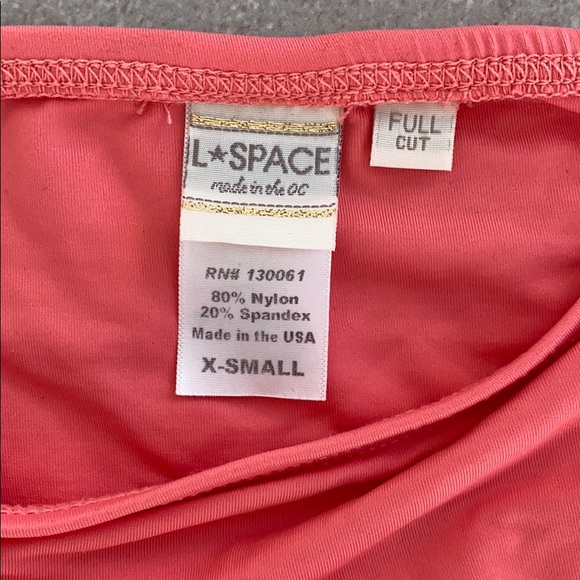 L★SPACE
made in the OC
FULL
CUT
RN# 130061
80% Nylon
20% Spandex
Made in the USA
X-SMALL